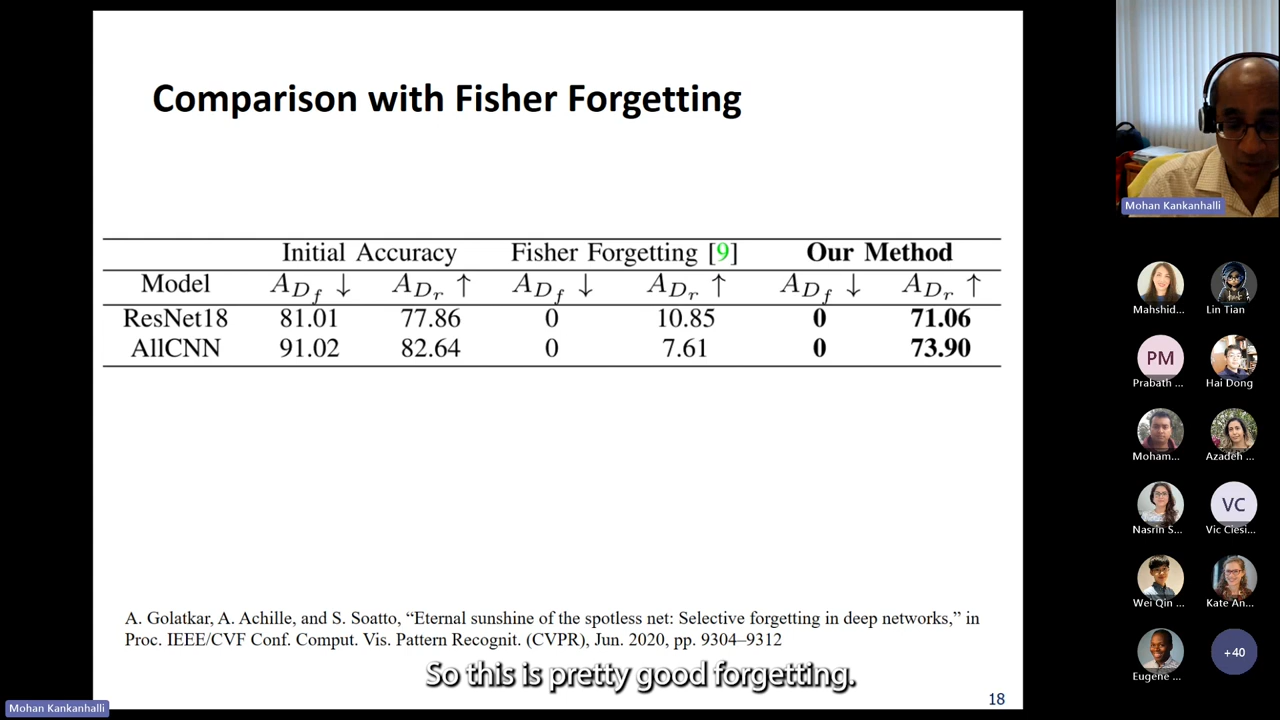 Comparison with Fisher Forgetting
Initial Accuracy Fisher Forgetting [9] Our Method
Model A_{D_f} ↓ A_{D_r} ↑ A_{D_f} ↓ A_{D_r} ↑ A_{D_f} ↓ A_{D_r} ↑
ResNet18 81.01 77.86 0 10.85 0 71.06
AllCNN 91.02 82.64 0 7.61 0 73.90
A. Golatkar, A. Achille, and S. Soatto, “Eternal sunshine of the spotless net: Selective forgetting in deep networks,” in
Proc. IEEE/CVF Conf. Comput. Vis. Pattern Recognit. (CVPR), Jun. 2020, pp. 9304–9312
So this is pretty good forgetting.
18
Mohan Kankanhalli
Mohan Kankanhalli
Mahshid... Lin Tian
PM
Prabath ... Hai Dong
Moham... Azadeh ...
VC
Nasrin S... Vic Ciesi...
Wei Qin ... Kate An...
+40
Eugene ...